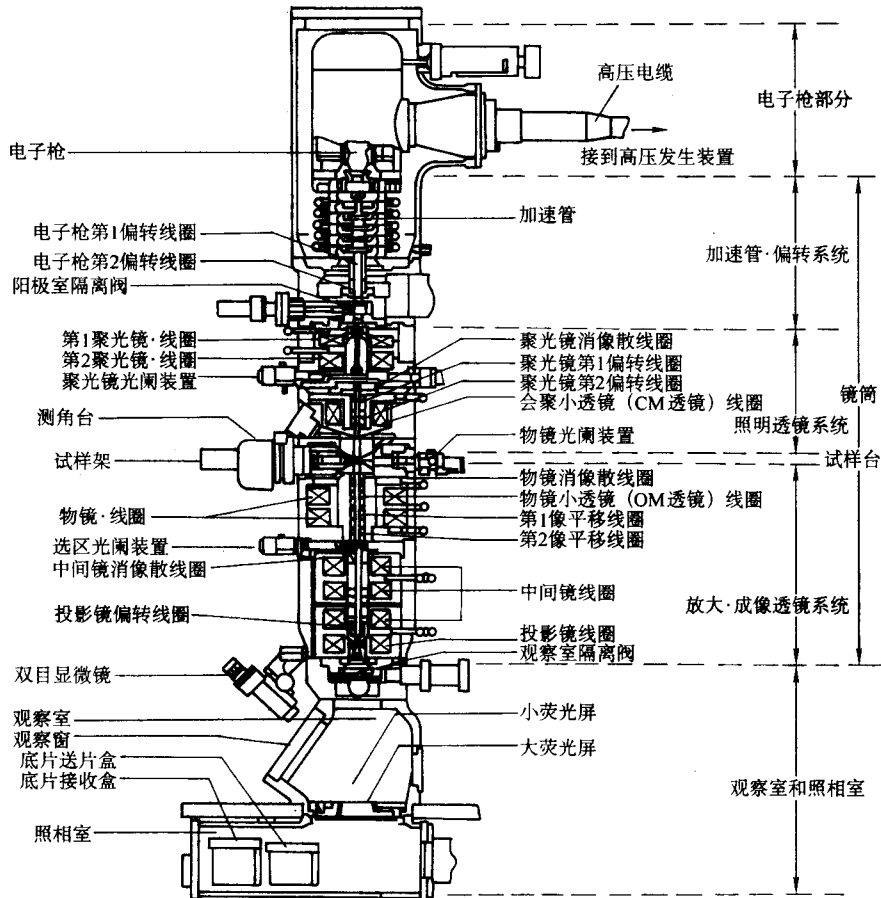 高压电缆
电子枪部分
接到高压发生装置
电子枪
加速管
电子枪第1偏转线圈
加速管·偏转系统
电子枪第2偏转线圈
阳极室隔离阀
第1聚光镜·线圈
聚光镜消像散线圈
第2聚光镜·线圈
聚光镜第1偏转线圈
聚光镜光阑装置
聚光镜第2偏转线圈
会聚小透镜（CM透镜）线圈
镜筒
测角台
照明透镜系统
物镜光阑装置
试样架
试样台
物镜消像散线圈
物镜小透镜（OM透镜）线圈
物镜·线圈
第1像平移线圈
第2像平移线圈
选区光阑装置
中间镜消像散线圈
中间镜线圈
放大·成像透镜系统
投影镜偏转线圈
投影镜线圈
观察室隔离阀
双目显微镜
小荧光屏
观察室
观察窗
大荧光屏
底片送片盒
底片接收盒
观察室和照相室
照相室